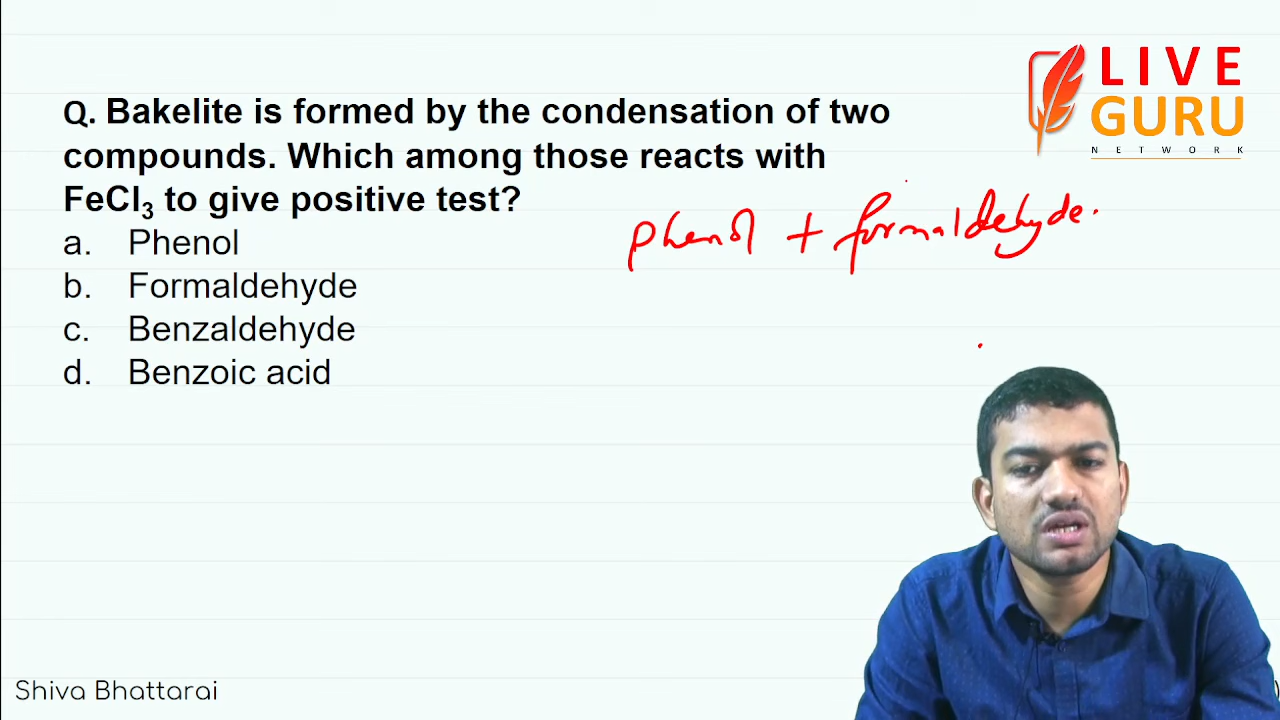 LIVE
GURU
NETWORK
Q. Bakelite is formed by the condensation of two
compounds. Which among those reacts with
FeCl₃ to give positive test?
a. Phenol
b. Formaldehyde
c. Benzaldehyde
d. Benzoic acid
phenol + formaldehyde.
Shiva Bhattarai